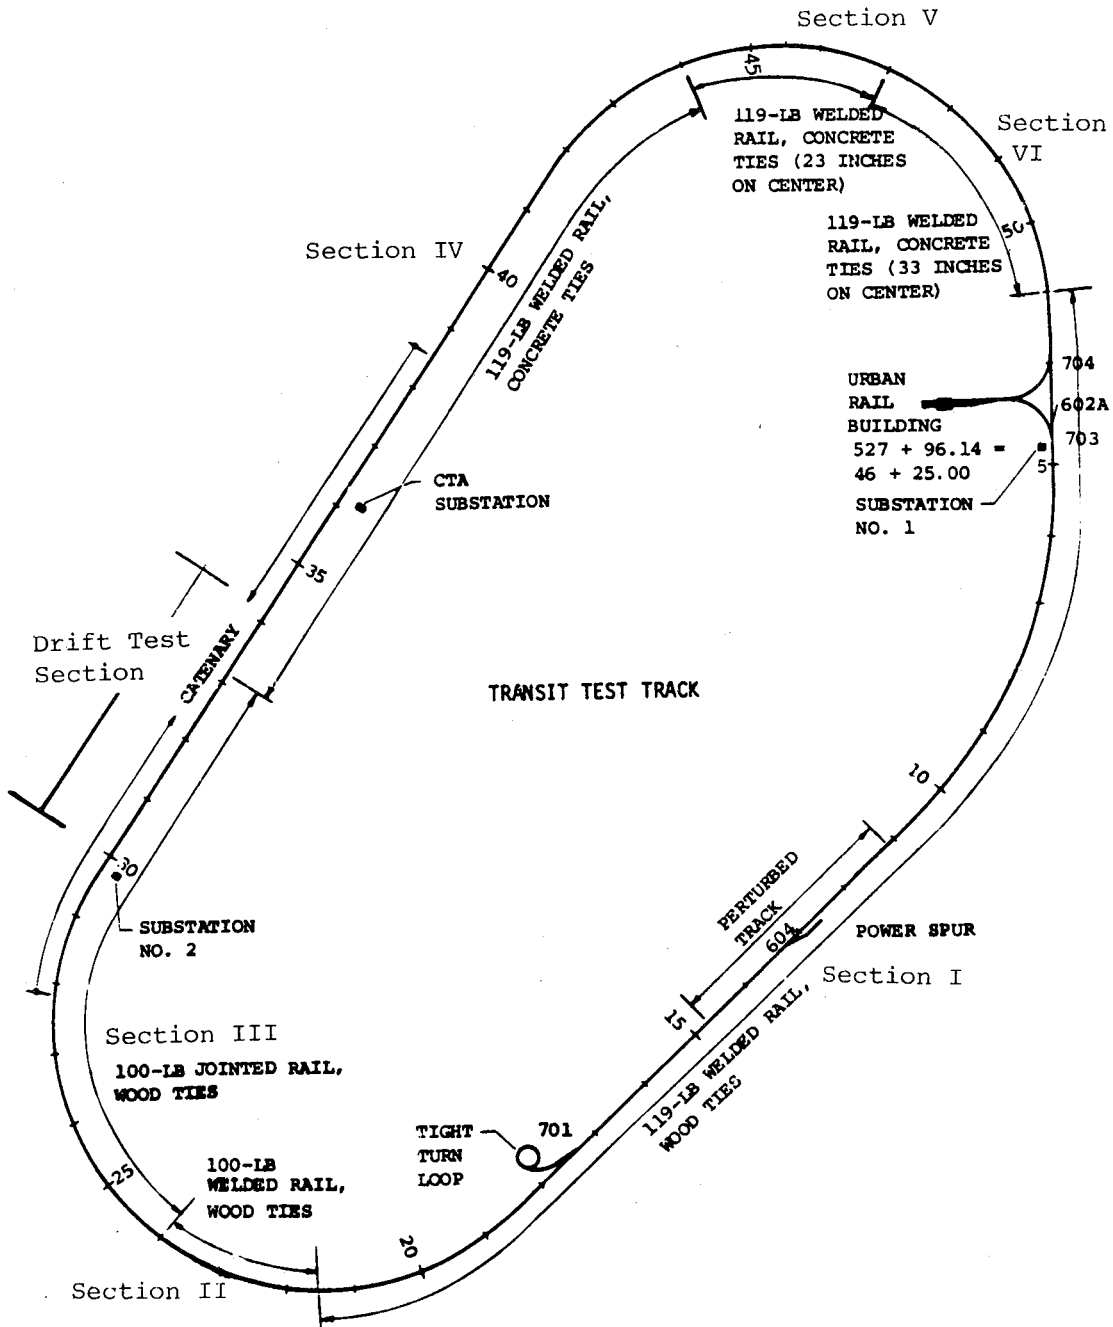 Section V
45
119-LB WELDED
RAIL, CONCRETE
TIES (23 INCHES
ON CENTER)
Section
VI
119-LB WELDED
RAIL, CONCRETE
TIES (33 INCHES
ON CENTER)
50
Section IV
40
119-LB WELDED RAIL,
CONCRETE TIES
704
URBAN
RAIL
BUILDING
527 + 96.14 =
46 + 25.00
602A
703
5
SUBSTATION
NO. 1
CTA
SUBSTATION
35
Drift Test
Section
CATENARY
TRANSIT TEST TRACK
10
30
PERTURBED
TRACK
604
POWER SPUR
SUBSTATION
NO. 2
Section I
15
119-LB WELDED RAIL,
WOOD TIES
Section III
100-LB JOINTED RAIL,
WOOD TIES
TIGHT
TURN
LOOP
701
25
100-LB
WELDED RAIL,
WOOD TIES
20
Section II